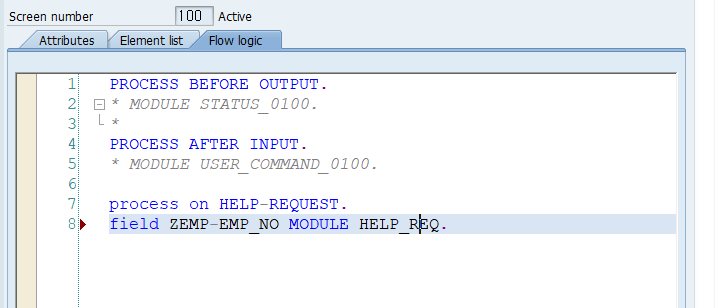 Screen number 100 Active
Attributes Element list Flow logic
1 PROCESS BEFORE OUTPUT.
2 * MODULE STATUS_0100.
3 *
4 PROCESS AFTER INPUT.
5 * MODULE USER_COMMAND_0100.
6
7 process on HELP-REQUEST.
8 field ZEMP-EMP_NO MODULE HELP_REQ.